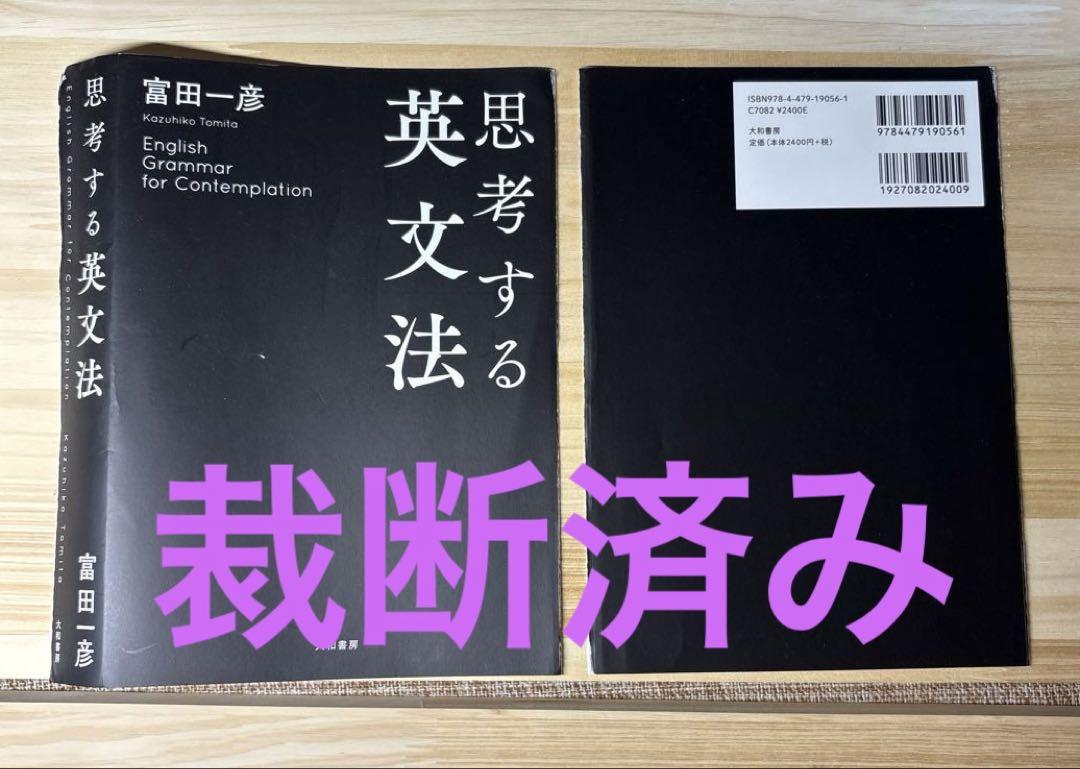 思考する英文法
English Grammar for Contemplation
Kazuhiko Tomita
富田一彦
大和書房
富田一彦
Kazuhiko Tomita
English
Grammar
for Contemplation
思考する
英文法
大和書房
ISBN978-4-479-19056-1
C7082 ¥2400E
大和書房
定価(本体2400円+税)
9784479190561
1927082024009
裁断済み